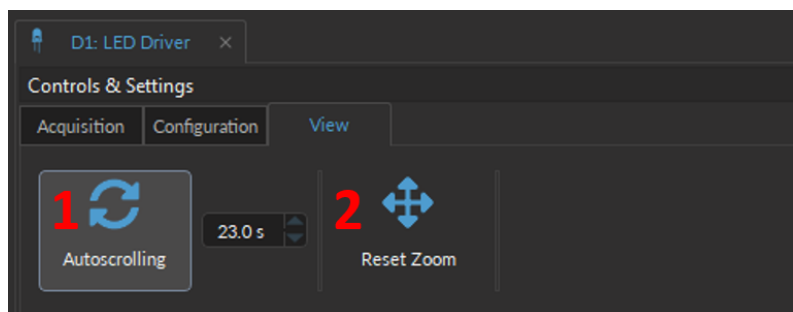 D1: LED Driver
Controls & Settings
Acquisition Configuration View
1 23.0 s 2
Autoscrolling Reset Zoom